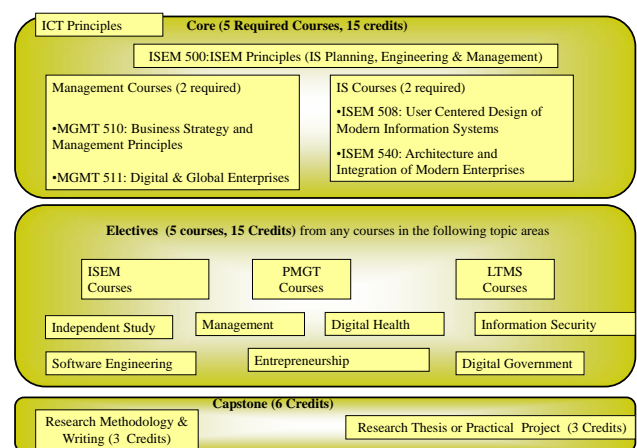 ICT Principles
Core (5 Required Courses, 15 credits)
ISEM 500:ISEM Principles (IS Planning, Engineering & Management)
Management Courses (2 required)
•MGMT 510: Business Strategy and
Management Principles
•MGMT 511: Digital & Global Enterprises
IS Courses (2 required)
•ISEM 508: User Centered Design of
Modern Information Systems
•ISEM 540: Architecture and
Integration of Modern Enterprises
Electives (5 courses, 15 Credits) from any courses in the following topic areas
ISEM
Courses
PMGT
Courses
LTMS
Courses
Independent Study
Management
Digital Health
Information Security
Software Engineering
Entrepreneurship
Digital Government
Capstone (6 Credits)
Research Methodology &
Writing (3 Credits)
Research Thesis or Practical Project (3 Credits)